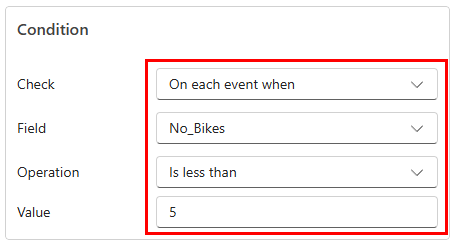 Condition
Check On each event when
Field No_Bikes
Operation Is less than
Value 5